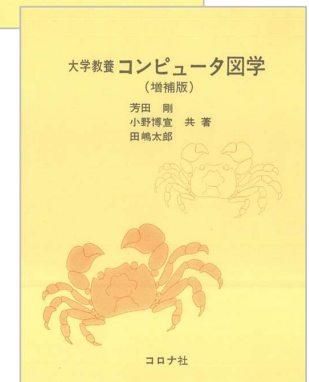 大学教養 コンピュータ図学
(増補版)
芳田 剛
小野博宣 共 著
田嶋太郎
コロナ社